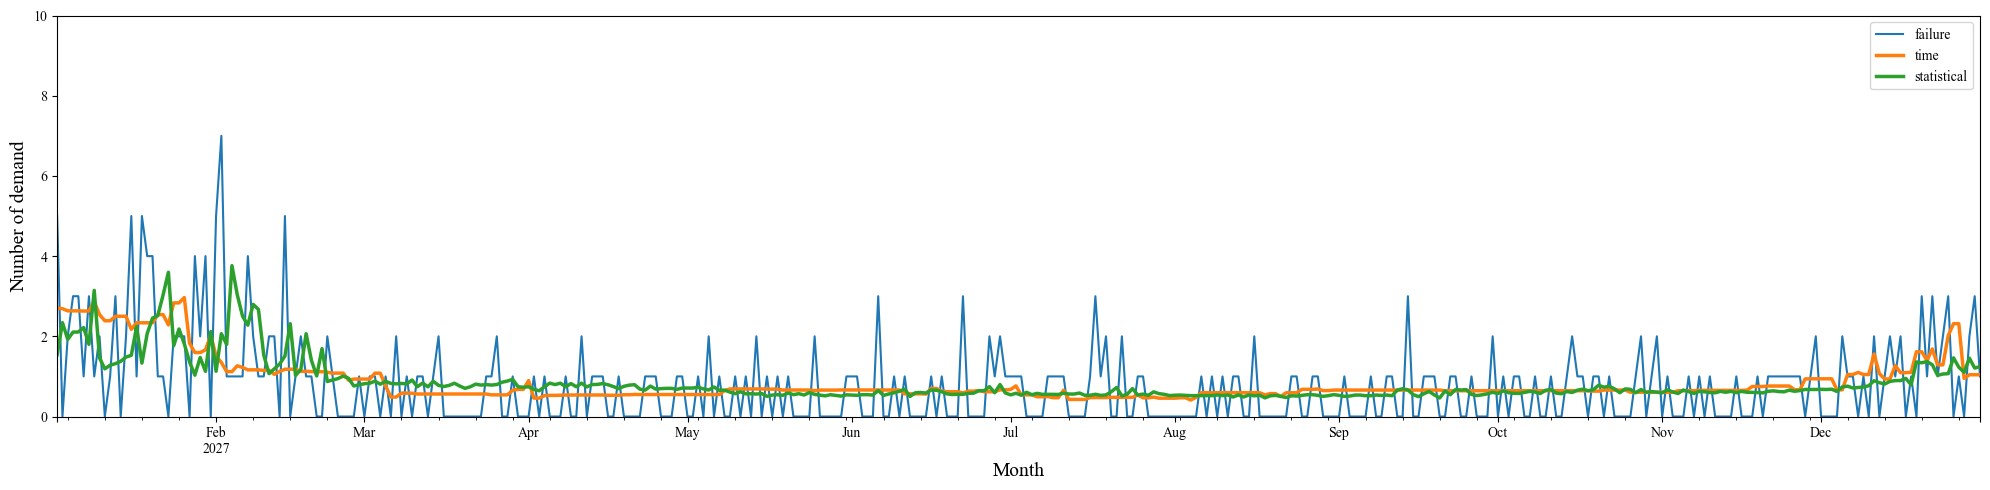 10
8
6
4
2
0
Number of demand
failure
time
statistical
Feb
2027
Mar
Apr
May
Jun
Jul
Aug
Sep
Oct
Nov
Dec
Month